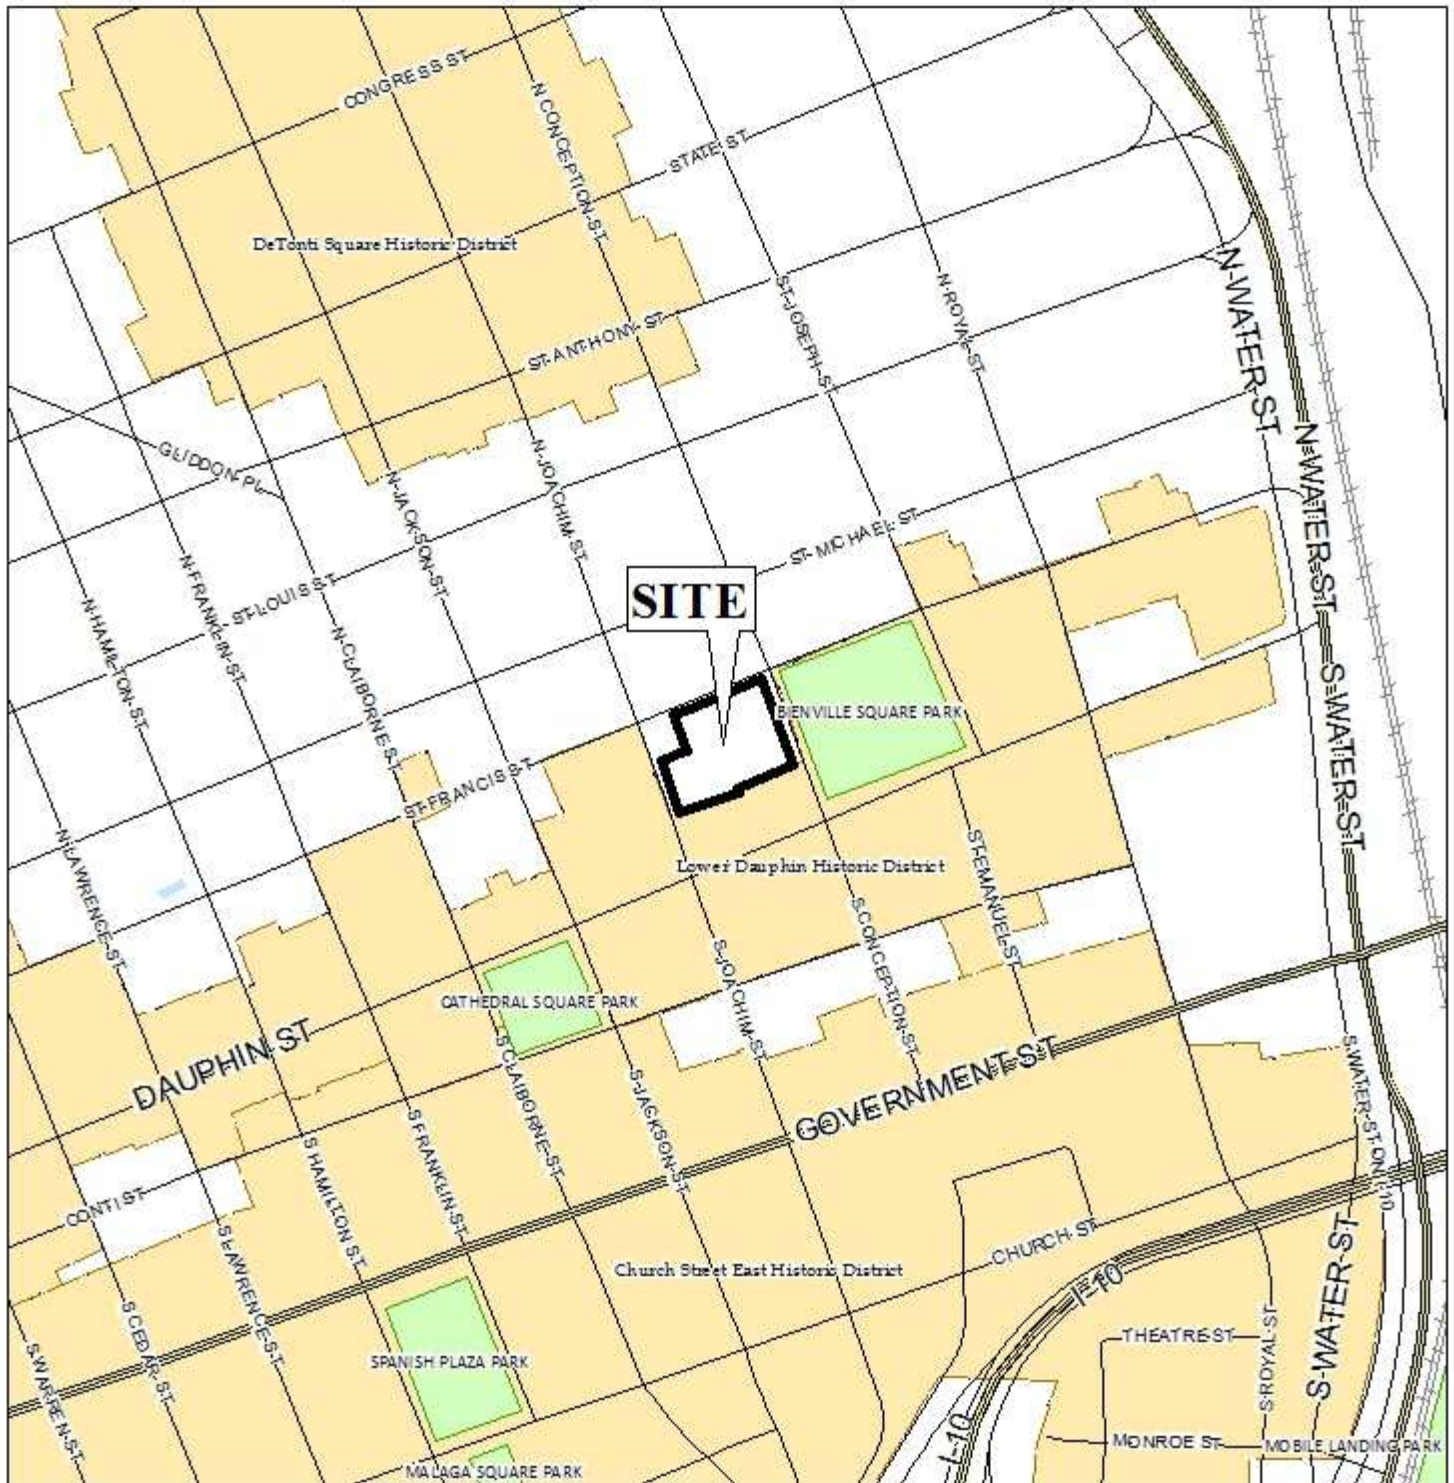 CONGRESS ST
N CONCEPTION ST
STATE ST
DeTonti Square Historic District
N WATER ST
ST JOSEPH ST
N ROYAL ST
ST ANTHONY ST
GLIDDON PL
N JACKSON ST
N JOACHIM ST
N WATER ST
ST MICHAEL ST
N FRANKLIN ST
ST LOUIS ST
N HAMILTON ST
SITE
N CLAIBORNE ST
S WATER ST
BIENVILLE SQUARE PARK
ST FRANCIS ST
N LAWRENCE ST
Lower Dauphin Historic District
ST EMANUEL ST
S CONCEPTION ST
S JOACHIM ST
CATHEDRAL SQUARE PARK
DAUPHIN ST
S CLAIBORNE ST
S JACKSON ST
GOVERNMENT ST
S WATER ST ON I 10
S FRANKLIN ST
S HAMILTON ST
CONTI ST
S LAWRENCE ST
CHURCH ST
Church Street East Historic District
I-10
S WATER ST
S CEDAR ST
S WARREN ST
SPANISH PLAZA PARK
THEATRE ST
S ROYAL ST
I-10
MONROE ST
MOBILE LANDING PARK
MALAGA SQUARE PARK